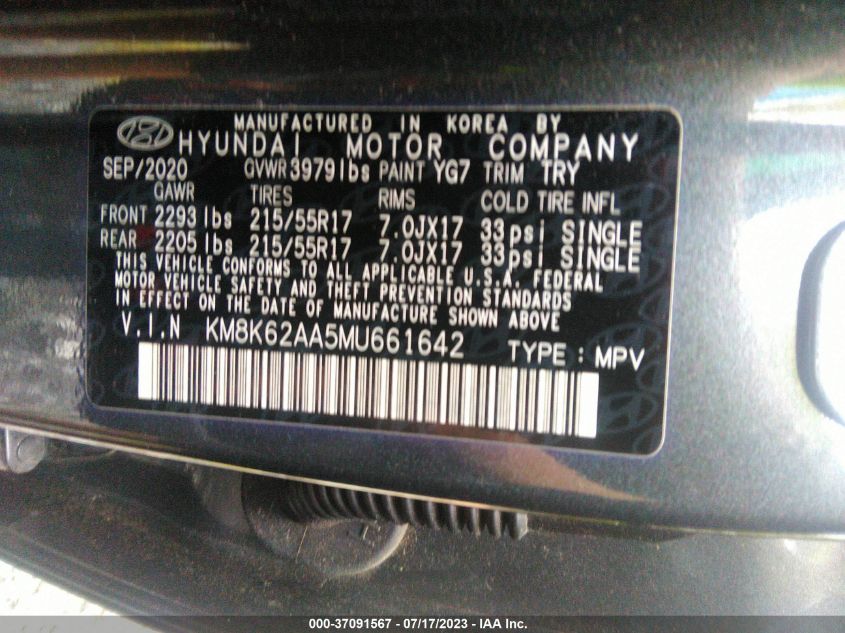 MANUFACTURED IN KOREA BY
HYUNDAI MOTOR COMPANY
SEP/2020 GVWR 3979 lbs PAINT YG7 TRIM TRY
GAWR TIRES RIMS COLD TIRE INFL
FRONT 2293 lbs 215/55R17 7.0JX17 33psi SINGLE
REAR 2205 lbs 215/55R17 7.0JX17 33psi SINGLE
THIS VEHICLE CONFORMS TO ALL APPLICABLE U.S.A. FEDERAL
MOTOR VEHICLE SAFETY AND THEFT PREVENTION STANDARDS
IN EFFECT ON THE DATE OF MANUFACTURE SHOWN ABOVE.
V.I.N KM8K62AA5MU661642 TYPE : MPV
000-37091567 - 07/17/2023 - IAA Inc.